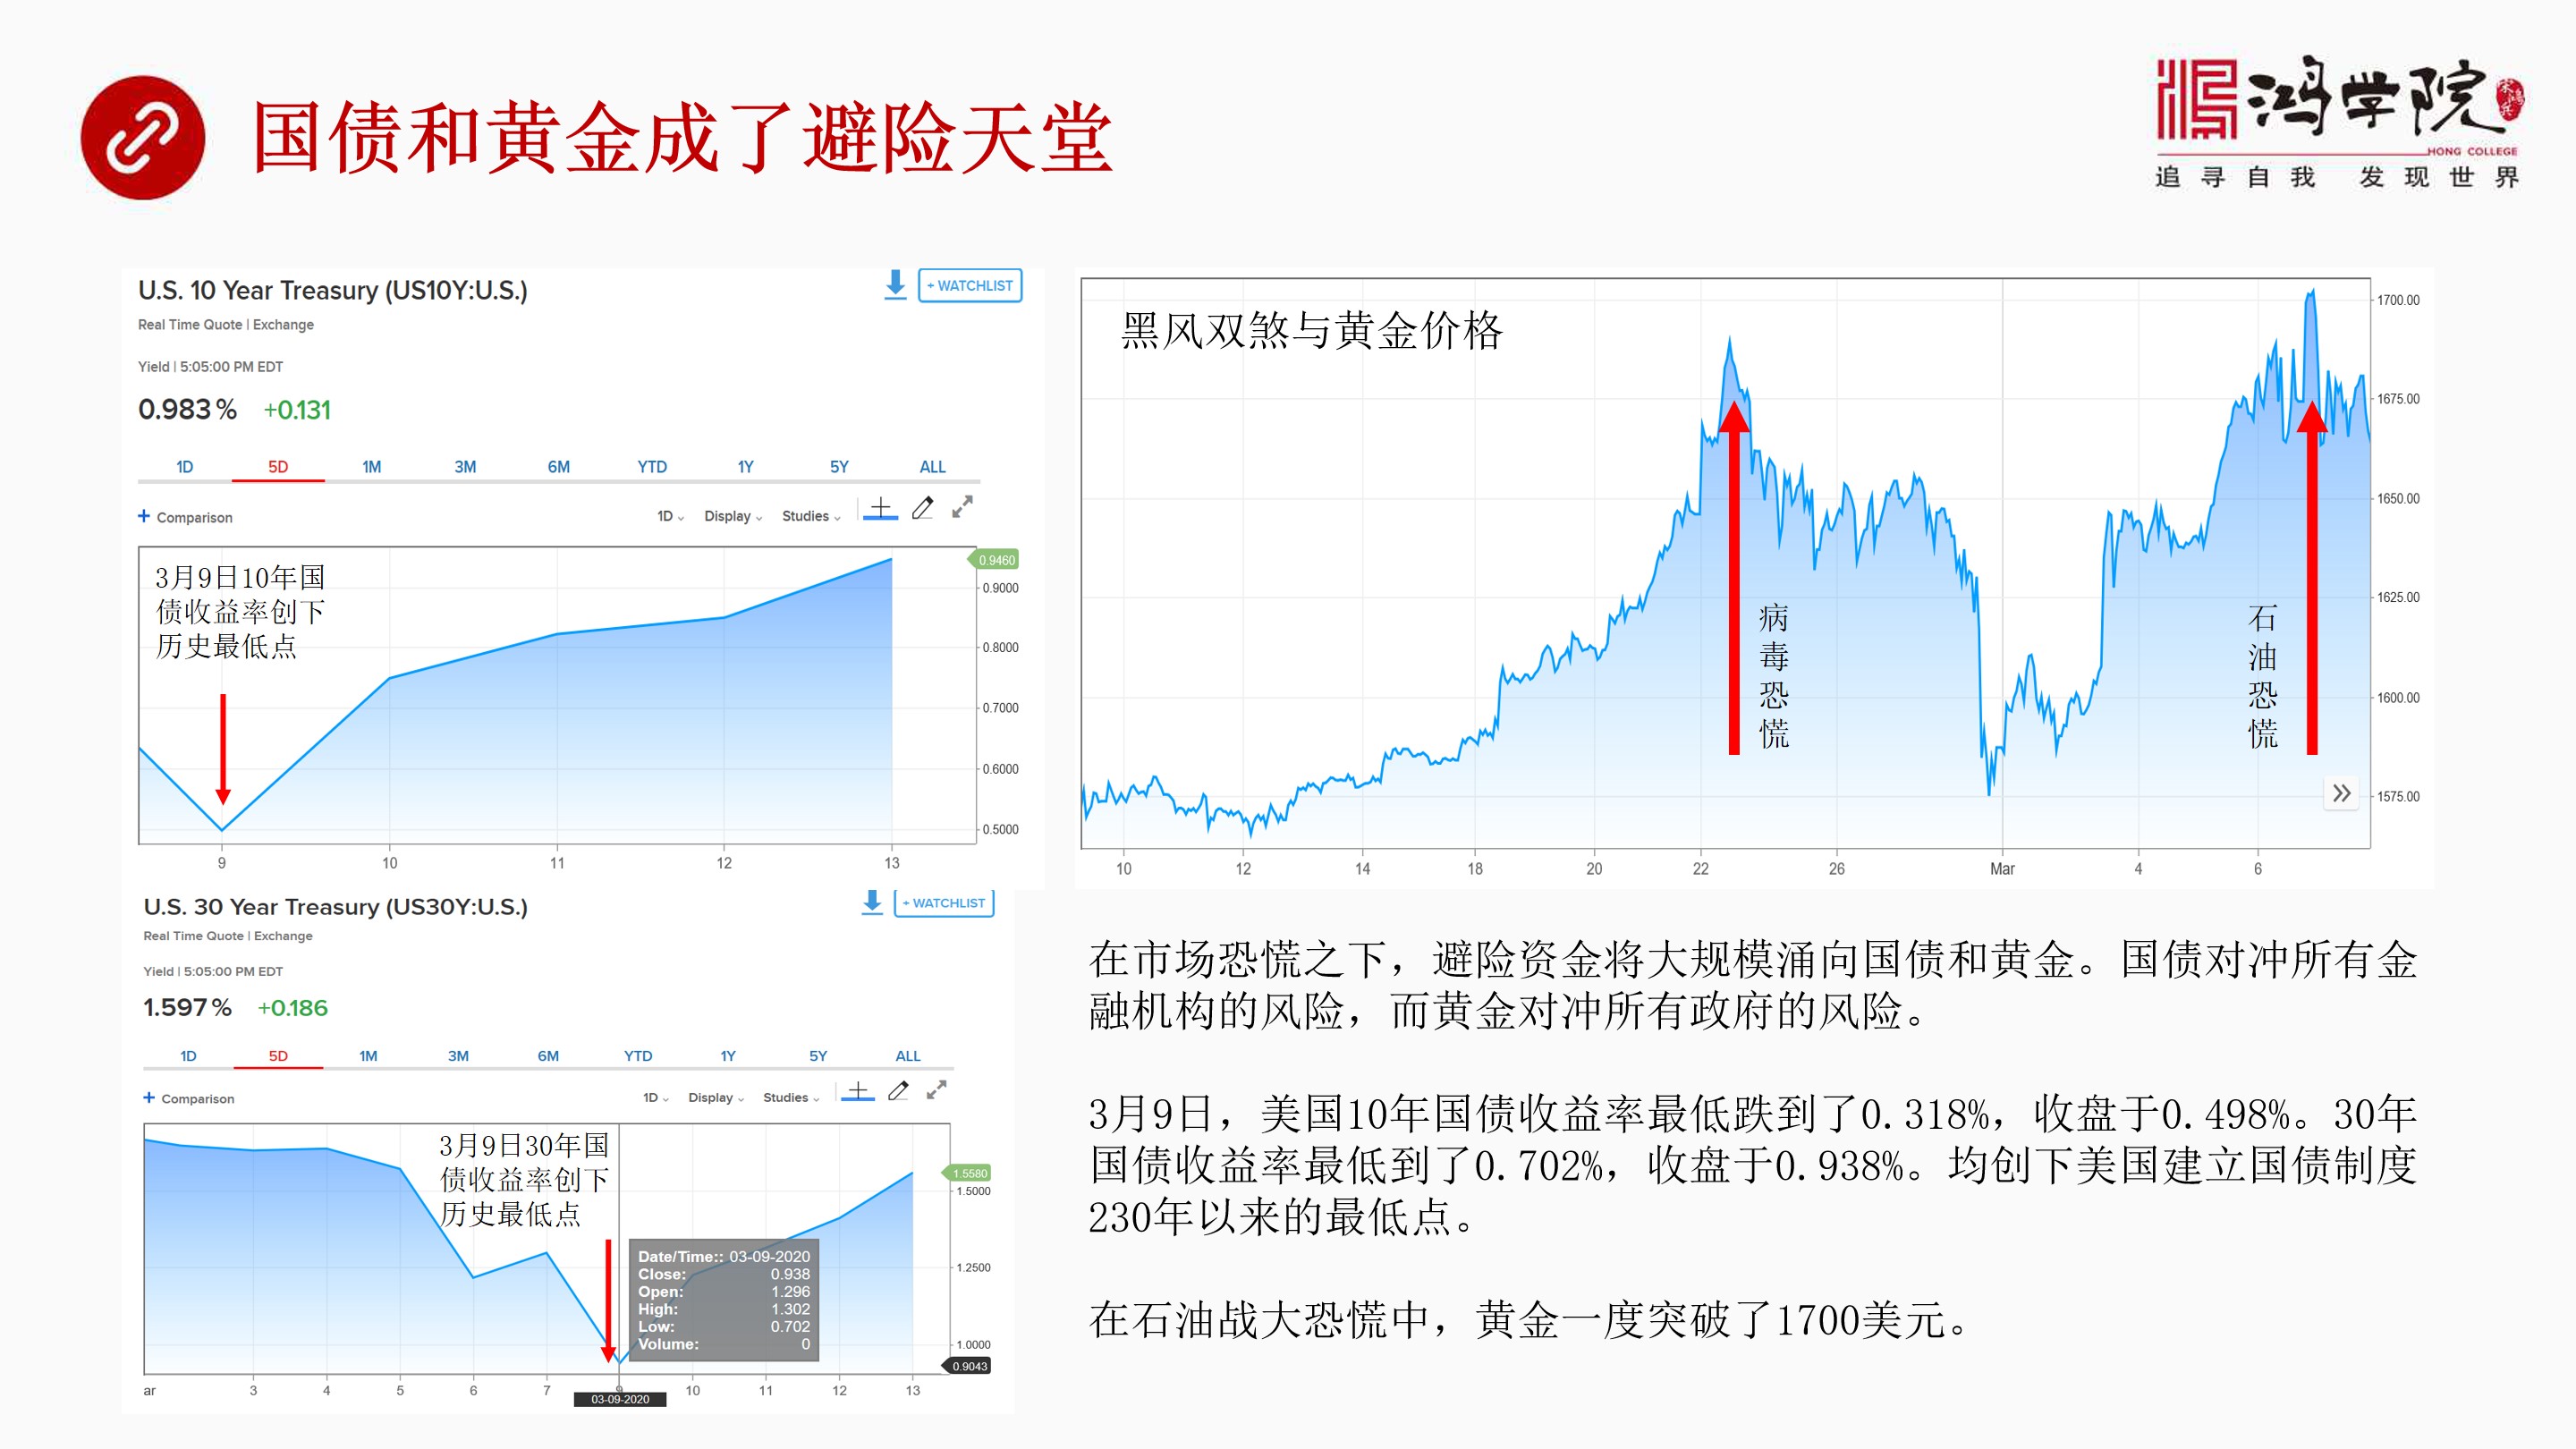 国债和黄金成了避险天堂
鸿学院
HONG COLLEGE
追寻自我 发现世界
U.S. 10 Year Treasury (US10Y:U.S.)
+ WATCHLIST
Real Time Quote | Exchange
Yield | 5:05:00 PM EDT
0.983 % +0.131
1D 5D 1M 3M 6M YTD 1Y 5Y ALL
+ Comparison 1D Display Studies
3月9日10年国
债收益率创下
历史最低点
0.9460
0.9000
0.8000
0.7000
0.6000
0.5000
9 10 11 12 13
U.S. 30 Year Treasury (US30Y:U.S.)
+ WATCHLIST
Real Time Quote | Exchange
Yield | 5:05:00 PM EDT
1.597 % +0.186
1D 5D 1M 3M 6M YTD 1Y 5Y ALL
+ Comparison 1D Display Studies
3月9日30年国
债收益率创下
历史最低点
Date/Time:: 03-09-2020
Close: 0.938
Open: 1.296
High: 1.302
Low: 0.702
Volume: 0
1.5580
1.5000
1.2500
1.0000
0.9043
ar 3 4 5 6 7 9 10 11 12 13
03-09-2020
黑风双煞与黄金价格
病毒恐慌
石油恐慌
1700.00
1675.00
1650.00
1625.00
1600.00
1575.00
10 12 14 18 20 22 26 Mar 4 6
在市场恐慌之下，避险资金将大规模涌向国债和黄金。国债对冲所有金
融机构的风险，而黄金对冲所有政府的风险。
3月9日，美国10年国债收益率最低跌到了0.318%，收盘于0.498%。30年
国债收益率最低到了0.702%，收盘于0.938%。均创下美国建立国债制度
230年以来的最低点。
在石油战大恐慌中，黄金一度突破了1700美元。